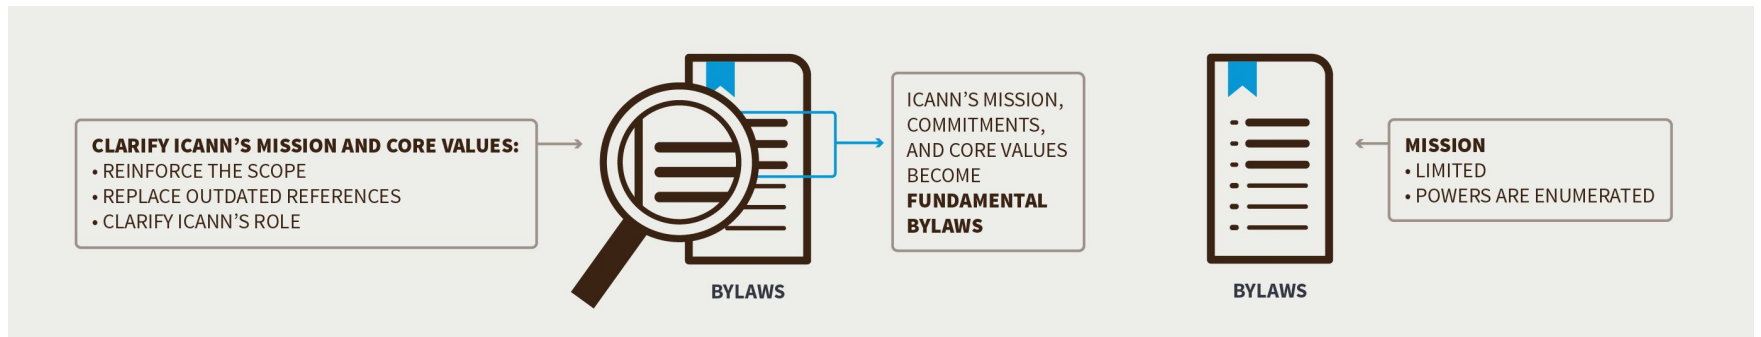 CLARIFY ICANN’S MISSION AND CORE VALUES:
• REINFORCE THE SCOPE
• REPLACE OUTDATED REFERENCES
• CLARIFY ICANN’S ROLE
BYLAWS
ICANN’S MISSION,
COMMITMENTS,
AND CORE VALUES
BECOME
FUNDAMENTAL
BYLAWS
BYLAWS
MISSION
• LIMITED
• POWERS ARE ENUMERATED